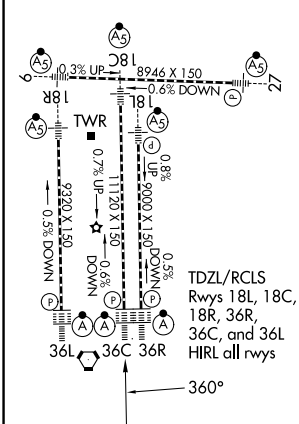 A5
18C
A5
A5
0.3% UP
8946 X 150
9
18R
0.6% DOWN
P
27
18L
A5
A5
TWR
P
0.7% UP
0.8%
UP
9320 X 150
11120 X 150
9000 X 150
0.5% DOWN
0.6%
DOWN
0.5%
DOWN
TDZL/RCLS
Rwys 18L, 18C,
18R, 36R,
36C, and 36L
HIRL all rwys
P
P
P
A
A
A
36L
36C
36R
360°